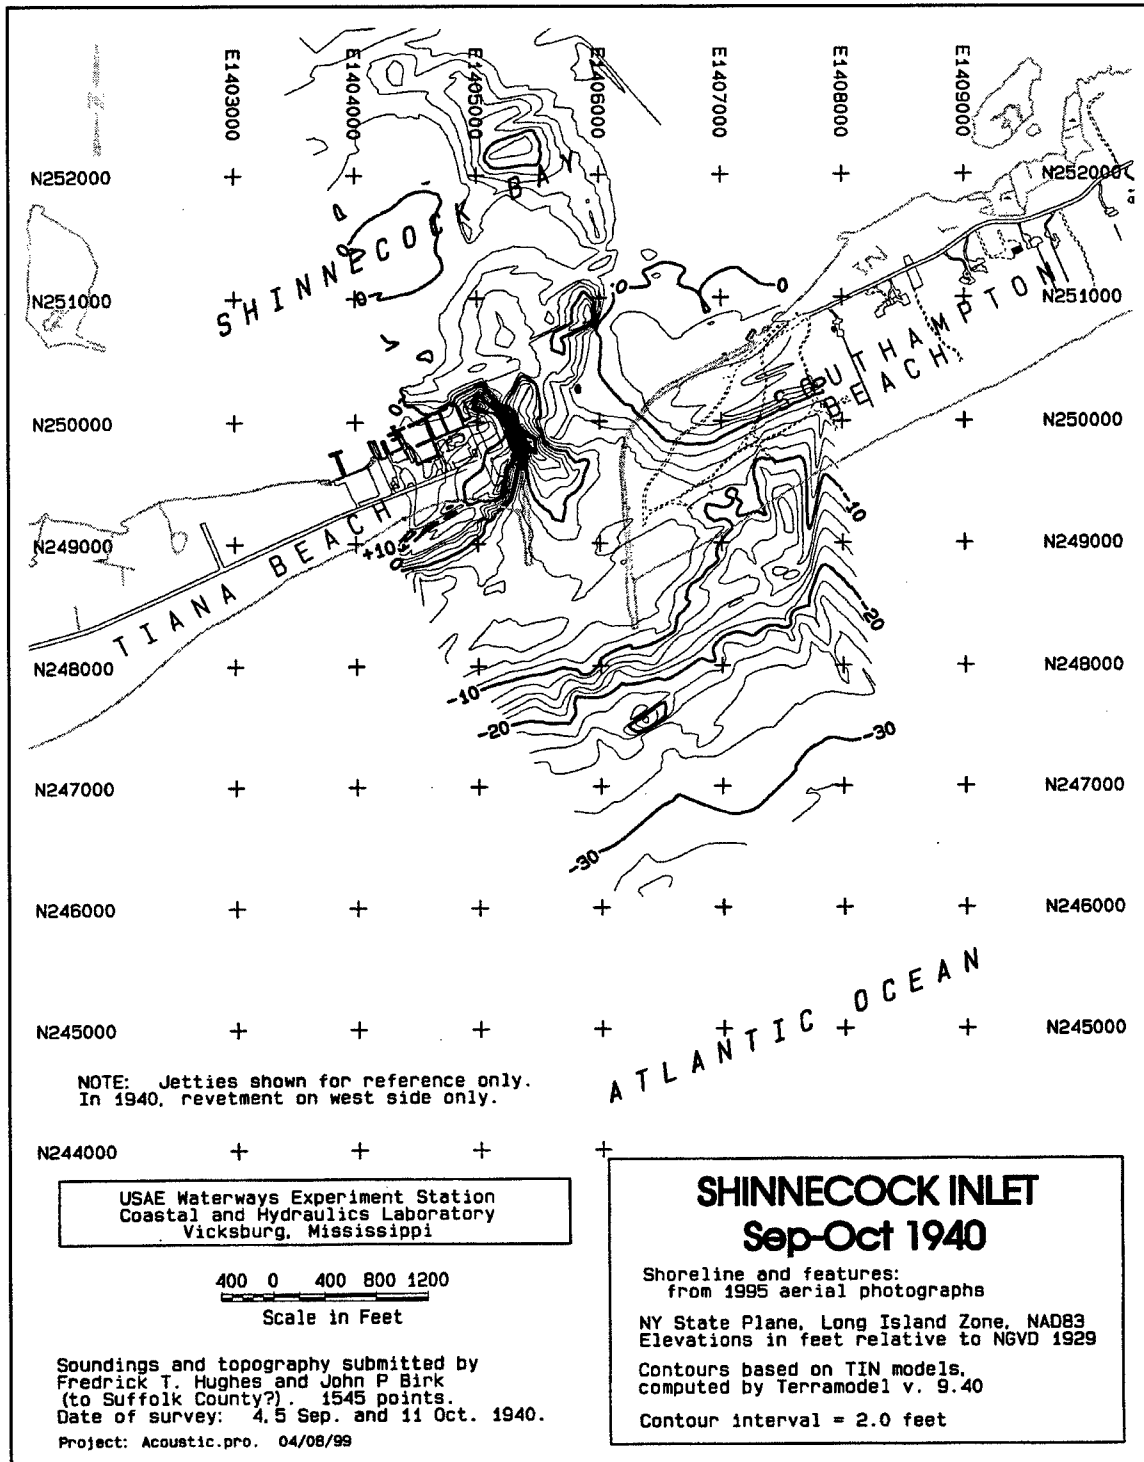 E1403000
E1404000
E1405000
E1406000
E1407000
E1408000
E1409000
N252000
N252000
SHINNECOCK BAY
N251000
N251000
0
0
0
SOUTHAMPTON
BEACH
N250000
N250000
0
-10
+10
0
N249000
N249000
TIANA BEACH
-20
N248000
N248000
-10
-20
-30
N247000
N247000
-30
N246000
N246000
ATLANTIC OCEAN
N245000
N245000
NOTE: Jetties shown for reference only.
In 1940, revetment on west side only.
N244000
USAE Waterways Experiment Station
Coastal and Hydraulics Laboratory
Vicksburg, Mississippi
400 0 400 800 1200
Scale in Feet
Soundings and topography submitted by
Fredrick T. Hughes and John P Birk
(to Suffolk County?). 1545 points.
Date of survey: 4, 5 Sep. and 11 Oct. 1940.
Project: Acoustic.pro. 04/08/99
SHINNECOCK INLET
Sep-Oct 1940
Shoreline and features:
from 1995 aerial photographs
NY State Plane, Long Island Zone, NAD83
Elevations in feet relative to NGVD 1929
Contours based on TIN models,
computed by Terramodel v. 9.40
Contour interval = 2.0 feet